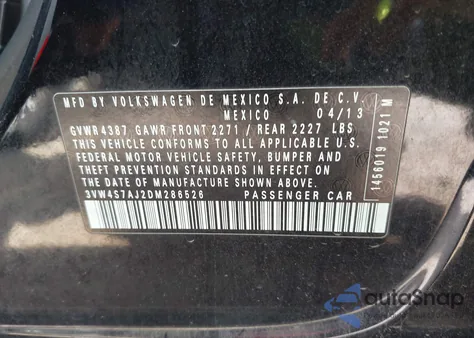 MFD BY VOLKSWAGEN DE MEXICO S.A. DE C.V.
MEXICO 04/13
GVWR 4387 GAWR FRONT 2271 / REAR 2227 LBS
THIS VEHICLE CONFORMS TO ALL APPLICABLE U.S.
FEDERAL MOTOR VEHICLE SAFETY, BUMPER AND
THEFT PREVENTION STANDARDS IN EFFECT ON
THE DATE OF MANUFACTURE SHOWN ABOVE.
3VW4S7AJ2DM286526 PASSENGER CAR
1456019 1021 M
autoSnap